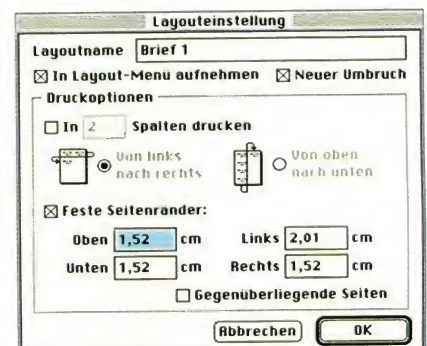 Layouteinstellung
Layoutname Brief 1
In Layout-Menü aufnehmen Neuer Umbruch
Druckoptionen
In 2 Spalten drucken
Von links Von oben
nach rechts nach unten
Feste Seitenränder:
Oben 1,52 cm Links 2,01 cm
Unten 1,52 cm Rechts 1,52 cm
Gegenüberliegende Seiten
Abbrechen OK